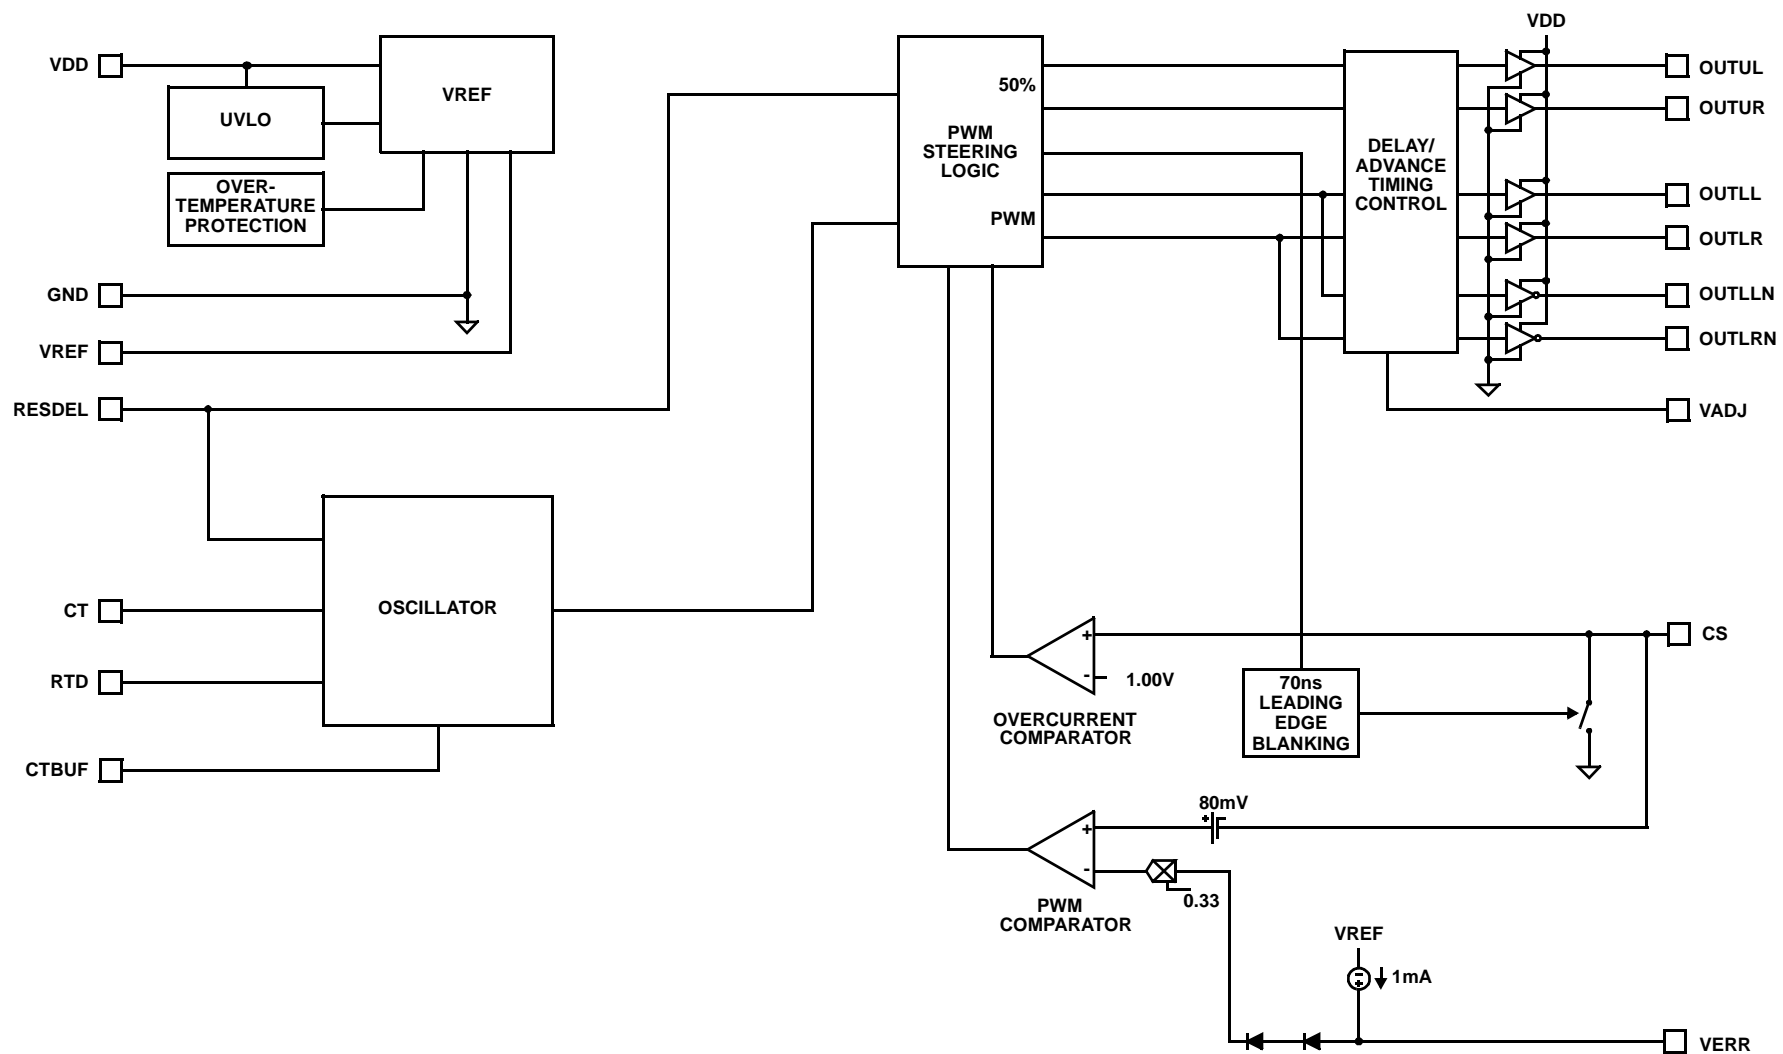 VDD
VDD
VREF
50%
OUTUL
UVLO
OUTUR
PWM
STEERING
LOGIC
DELAY/
ADVANCE
TIMING
CONTROL
OVER-
TEMPERATURE
PROTECTION
OUTLL
PWM
OUTLR
GND
OUTLLN
VREF
OUTLRN
RESDEL
VADJ
OSCILLATOR
CT
+
CS
RTD
-
1.00V
70ns
LEADING
EDGE
BLANKING
OVERCURRENT
COMPARATOR
CTBUF
80mV
+
+
-
0.33
PWM
COMPARATOR
VREF
-
+
1mA
VERR